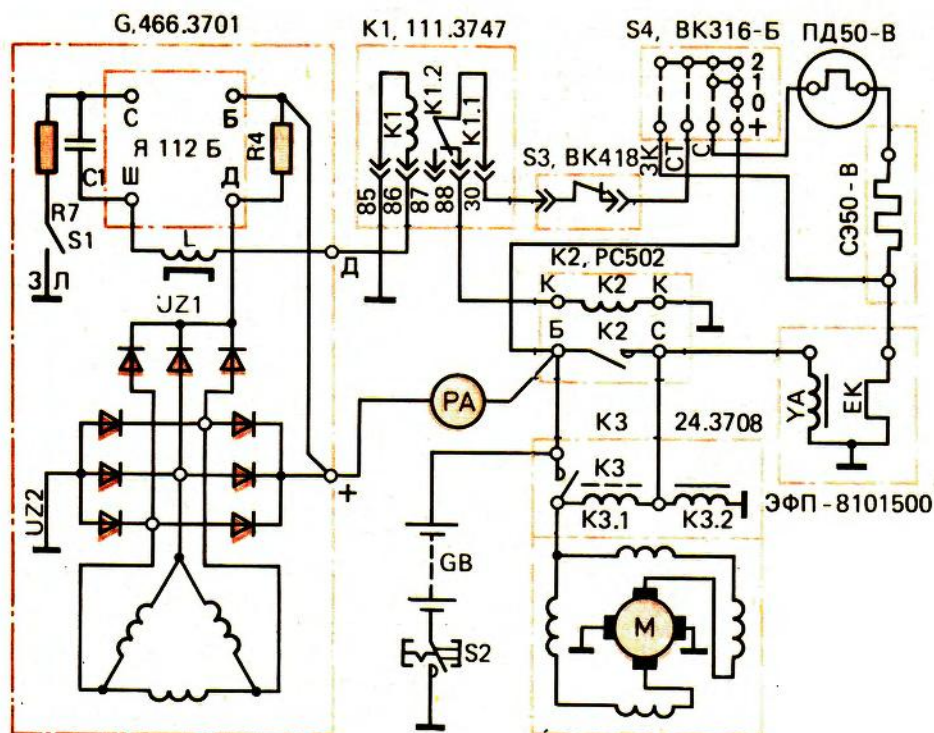 G.466.3701
K1, 111.3747
S4, ВК316-Б
ПД50-В
2
1
0
+
С
Б
R4
Я 112 Б
C1
Ш
Д
R7
S1
L
З Л
Д
UZ1
K1
K1.2
K1.1
85
86
87
88
30
S3, ВК418
ЗК
СТ
С
СЭ50-В
K2, РС502
К
K2
К
Б
K2
С
PA
YA
EK
UZ2
+
K3
24.3708
K3
K3.1
K3.2
ЭФП-8101500
GB
S2
M